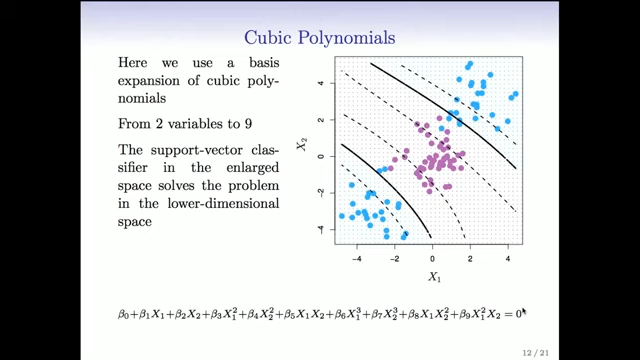 Cubic Polynomials
Here we use a basis
expansion of cubic poly-
nomials
From 2 variables to 9
The support-vector clas-
sifier in the enlarged
space solves the problem
in the lower-dimensional
space
4
2
0
−2
−4
X₂
−4 −2 0 2 4
X₁
β₀+β₁X₁+β₂X₂+β₃X₁²+β₄X₂²+β₅X₁X₂+β₆X₁³+β₇X₂³+β₈X₁X₂²+β₉X₁²X₂ = 0
12 / 21